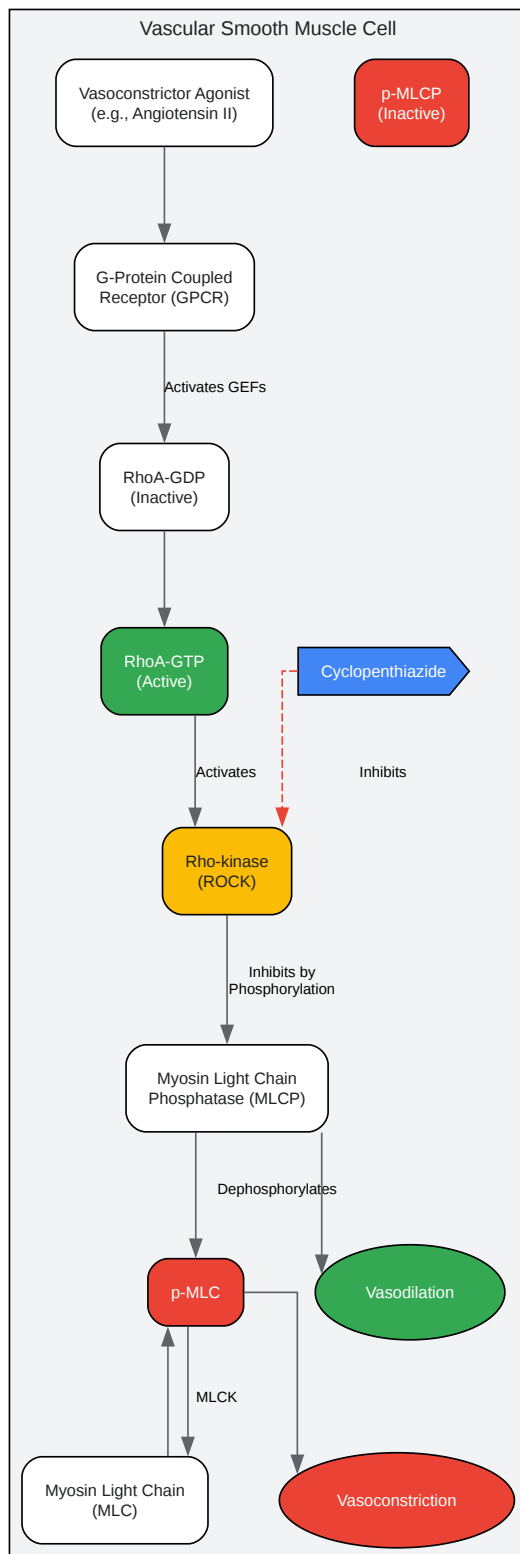 Vascular Smooth Muscle Cell
Vasoconstrictor Agonist
(e.g., Angiotensin II)
p-MLCP
(Inactive)
G-Protein Coupled
Receptor (GPCR)
Activates GEFs
RhoA-GDP
(Inactive)
RhoA-GTP
(Active)
Cyclopenthiazide
Activates
Inhibits
Rho-kinase
(ROCK)
Inhibits by
Phosphorylation
Myosin Light Chain
Phosphatase (MLCP)
Dephosphorylates
p-MLC
Vasodilation
MLCK
Myosin Light Chain
(MLC)
Vasoconstriction